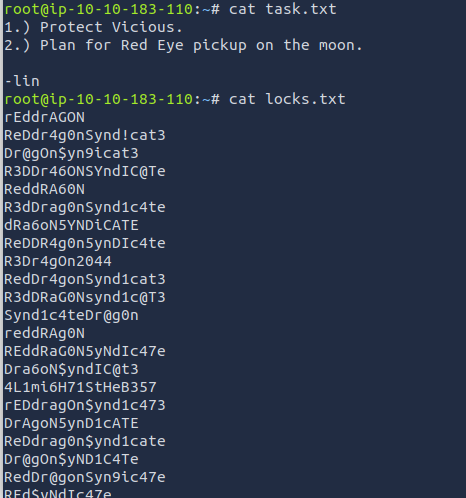 root@ip-10-10-183-110:~# cat task.txt
1.) Protect Vicious.
2.) Plan for Red Eye pickup on the moon.
-lin
root@ip-10-10-183-110:~# cat locks.txt
rEddrAGON
ReDdr4g0nSynd!cat3
Dr@gOn$yn9icat3
R3DDr46ONSYndIC@Te
ReddRA60N
R3dDrag0nSynd1c4te
dRa6oN5YNDiCATE
ReDDR4g0n5ynDIc4te
R3Dr4gOn2044
RedDr4gonSynd1cat3
R3dDRaG0Nsynd1c@T3
Synd1c4teDr@g0n
reddRAg0N
REddRaG0N5yNdIc47e
Dra6oN$yndIC@t3
4L1mi6H71StHeB357
rEDdragOn$ynd1c473
DrAgoN5ynD1cATE
ReDdrag0n$ynd1cate
Dr@gOn$yND1C4Te
RedDr@gonSyn9ic47e
REd$yNdIc47e